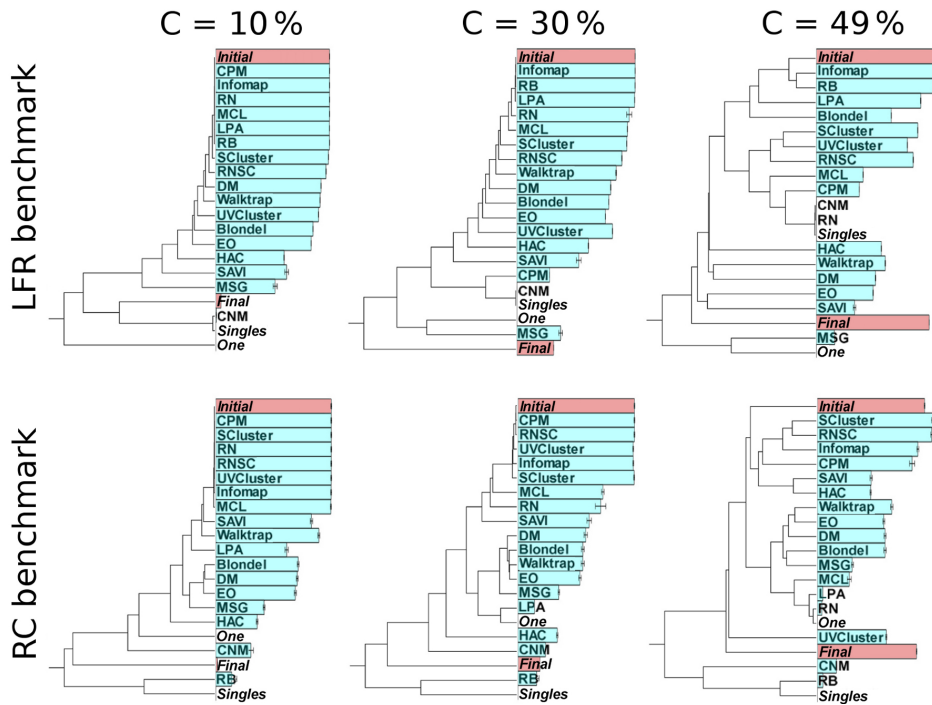 C = 10 %
C = 30 %
C = 49 %
LFR benchmark
Initial
CPM
Infomap
RN
MCL
LPA
RB
SCluster
RNSC
DM
Walktrap
UVCluster
Blondel
EO
HAC
SAVI
MSG
Final
CNM
Singles
One
Initial
Infomap
RB
LPA
RN
MCL
SCluster
RNSC
Walktrap
DM
Blondel
EO
UVCluster
HAC
SAVI
CPM
CNM
Singles
One
MSG
Final
Initial
Infomap
RB
LPA
Blondel
SCluster
UVCluster
RNSC
MCL
CPM
CNM
RN
Singles
HAC
Walktrap
DM
EO
SAVI
Final
MSG
One
RC benchmark
Initial
CPM
SCluster
RN
RNSC
UVCluster
Infomap
MCL
SAVI
Walktrap
LPA
Blondel
DM
EO
MSG
HAC
One
CNM
Final
RB
Singles
Initial
CPM
RNSC
UVCluster
Infomap
SCluster
MCL
RN
SAVI
DM
Blondel
Walktrap
EO
MSG
LPA
One
HAC
CNM
Final
RB
Singles
Initial
SCluster
RNSC
Infomap
CPM
SAVI
HAC
Walktrap
EO
DM
Blondel
MSG
MCL
LPA
RN
One
UVCluster
Final
CNM
RB
Singles